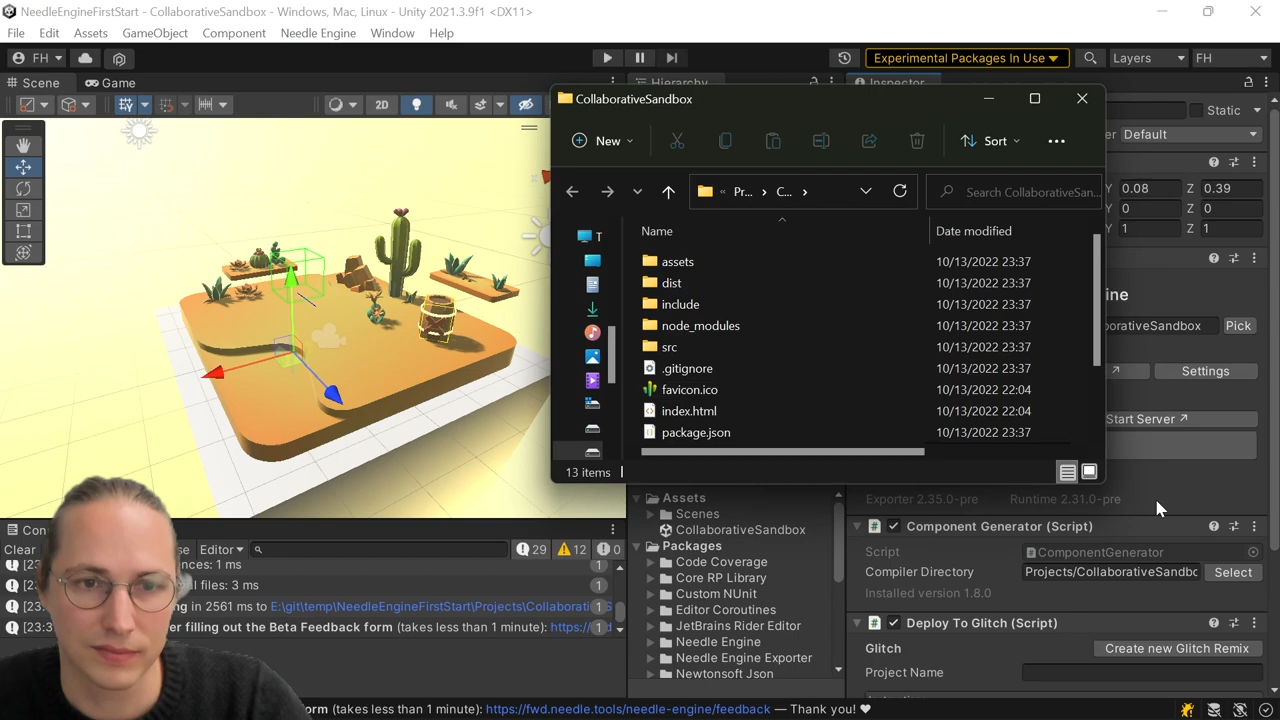 NeedleEngineFirstStart - CollaborativeSandbox - Windows, Mac, Linux - Unity 2021.3.9f1 <DX11>
File Edit Assets GameObject Component Needle Engine Window Help
FH
Experimental Packages In Use
Layers
FH
Scene
Game
Hierarchy
Inspector
2D
Static
Default
CollaborativeSandbox
New
Sort
Pr...
C...
Search CollaborativeSan...
Name
Date modified
T
assets 10/13/2022 23:37
dist 10/13/2022 23:37
include 10/13/2022 23:37
node_modules 10/13/2022 23:37
src 10/13/2022 23:37
.gitignore 10/13/2022 23:37
favicon.ico 10/13/2022 22:04
index.html 10/13/2022 22:04
package.json 10/13/2022 23:37
13 items
Y 0.08 Z 0.39
Y 0 Z 0
Y 1 Z 1
ine
borativeSandbox
Pick
Settings
Start Server
Exporter 2.35.0-pre Runtime 2.31.0-pre
Component Generator (Script)
Script
ComponentGenerator
Compiler Directory
Projects/CollaborativeSandbo
Select
Installed version 1.8.0
Deploy To Glitch (Script)
Glitch
Create new Glitch Remix
Project Name
Assets
Scenes
CollaborativeSandbox
Packages
Code Coverage
Core RP Library
Custom NUnit
Editor Coroutines
JetBrains Rider Editor
Needle Engine
Needle Engine Exporter
Newtonsoft Json
Con
Clear
se
Editor
29
12
0
nces: 1 ms
1
l files: 3 ms
1
ng in 2561 ms to E:\git\temp\NeedleEngineFirstStart\Projects\Collaborati
1
er filling out the Beta Feedback form (takes less than 1 minute): https://
1
orm (takes less than 1 minute): https://fwd.needle.tools/needle-engine/feedback — Thank you! ❤